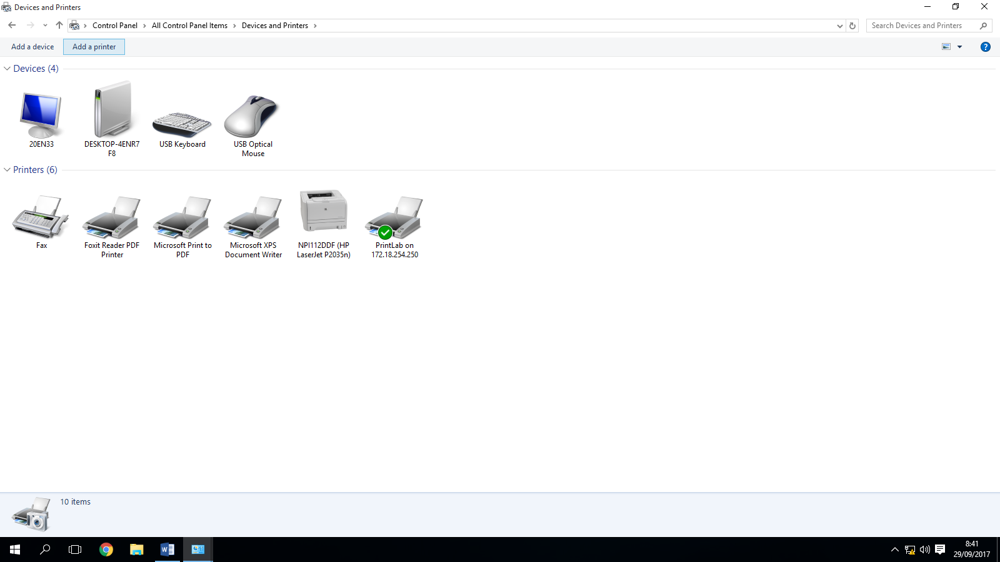 Devices and Printers
Control Panel
All Control Panel Items
Devices and Printers
Search Devices and Printers
Add a device
Add a printer
Devices (4)
20EN33
DESKTOP-4ENR7
F8
USB Keyboard
USB Optical
Mouse
Printers (6)
Fax
Foxit Reader PDF
Printer
Microsoft Print to
PDF
Microsoft XPS
Document Writer
NPI112DDF (HP
LaserJet P2035n)
PrintLab on
172.18.254.250
10 items
8:41
29/09/2017